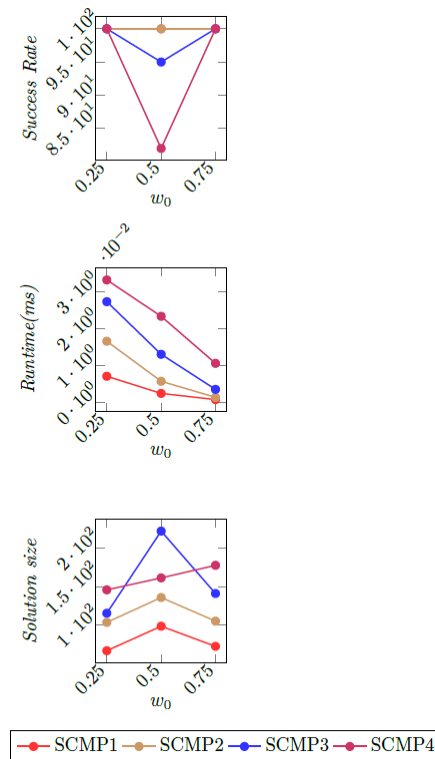 Success Rate
1 · 10²
9.5 · 10¹
9 · 10¹
8.5 · 10¹
0.25
0.5
0.75
w₀
·10⁻²
Runtime(ms)
3 · 10⁰
2 · 10⁰
1 · 10⁰
0 · 10⁰
0.25
0.5
0.75
w₀
Solution size
2 · 10²
1.5 · 10²
1 · 10²
0.25
0.5
0.75
w₀
SCMP1 SCMP2 SCMP3 SCMP4